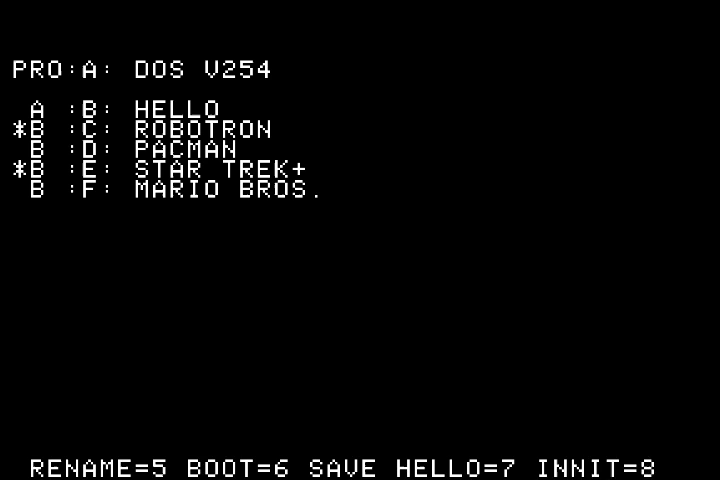 PRO:A: DOS V254
A :B: HELLO
*B :C: ROBOTRON
B :D: PACMAN
*B :E: STAR TREK+
B :F: MARIO BROS.
RENAME=5 BOOT=6 SAVE HELLO=7 INNIT=8